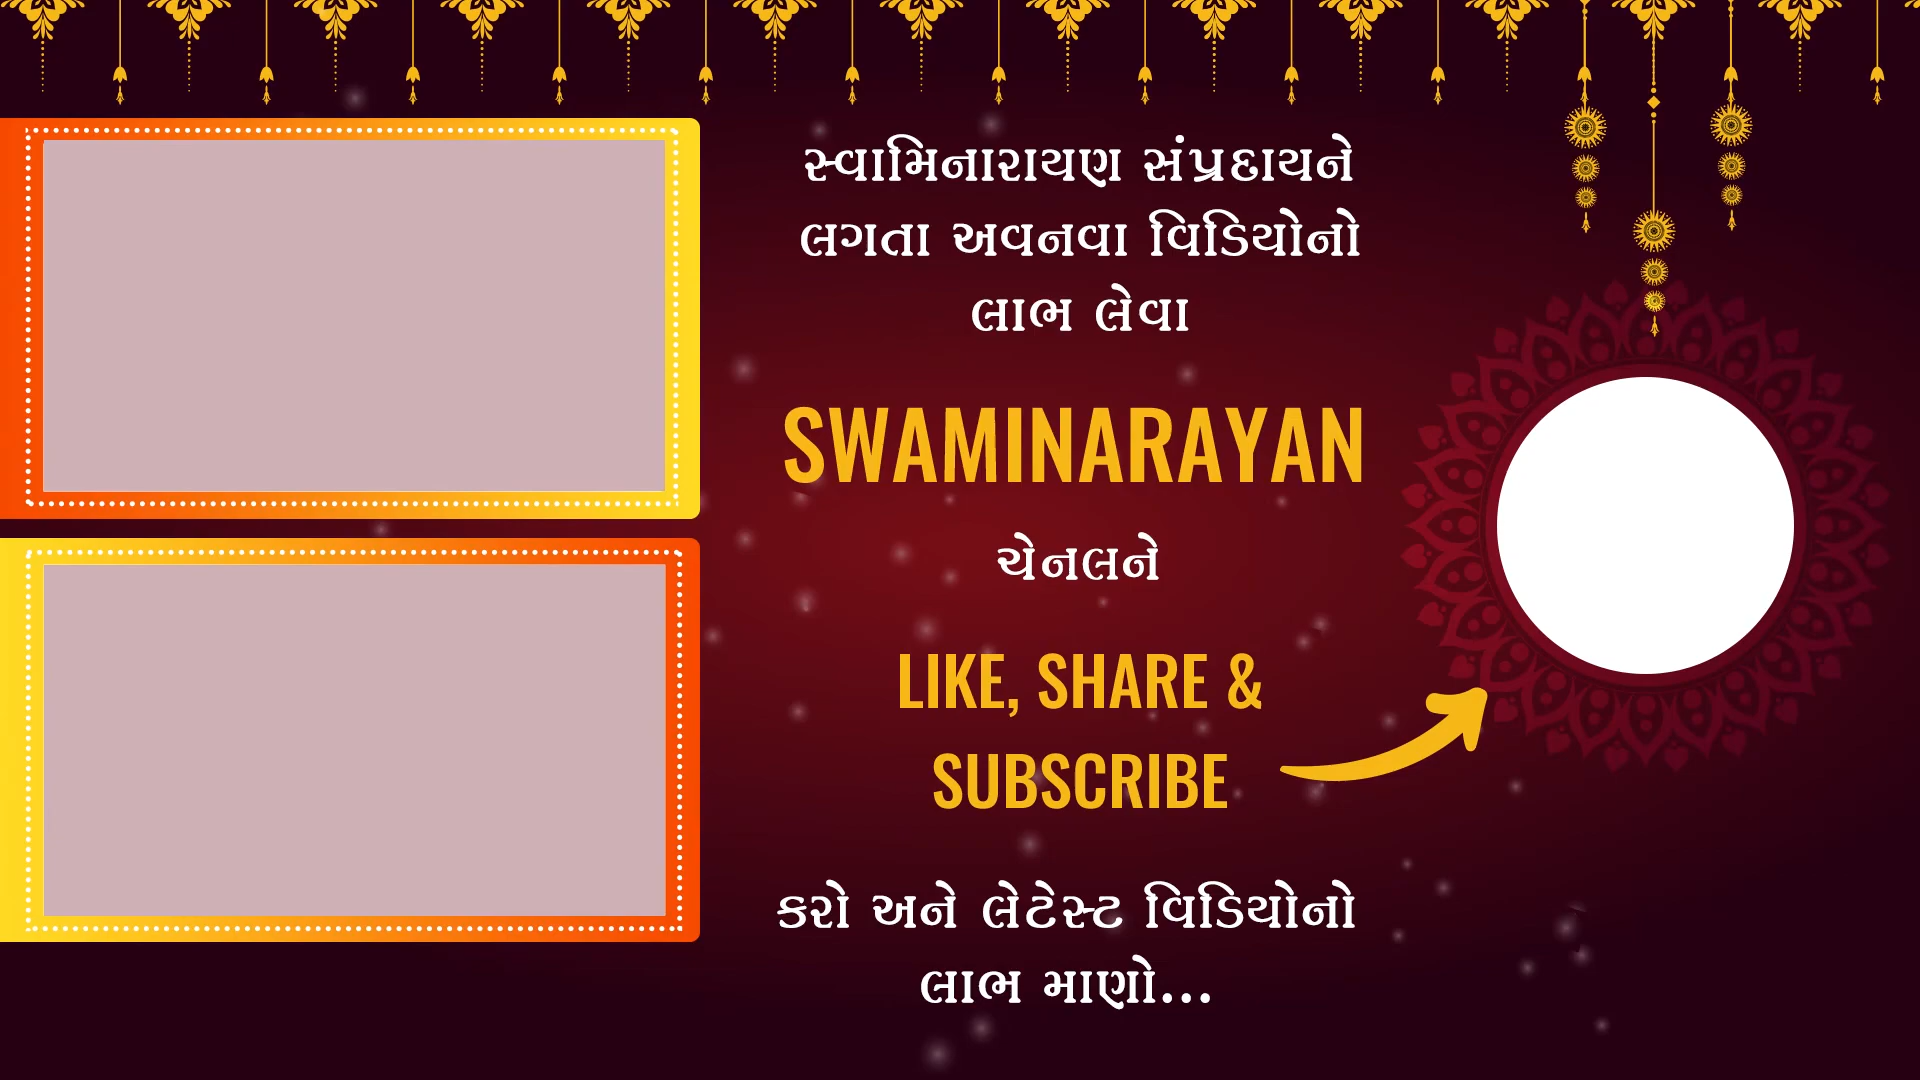 સ્વામિનારાયણ સંપ્રદાયને
લગતા અવનવા વિડિયોનો
લાભ લેવા
SWAMINARAYAN
ચેનલને
LIKE, SHARE &
SUBSCRIBE
કરો અને લેટેસ્ટ વિડિયોનો
લાભ માણો...